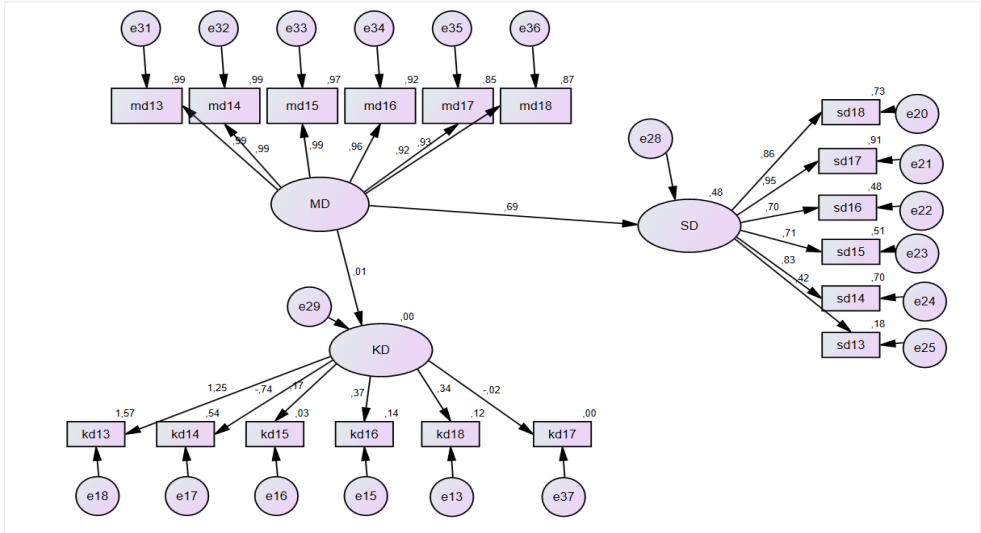 e31 e32 e33 e34 e35 e36
,99 ,99 ,97 ,92 ,85 ,87
md13 md14 md15 md16 md17 md18
,99 ,99 ,99 ,96 ,92 ,93
MD
,69
,01
e28
,48
SD
,86 ,73
sd18 e20
,95 ,91
sd17 e21
,70 ,48
sd16 e22
,71 ,51
sd15 e23
,83 ,70
sd14 e24
,42 ,18
sd13 e25
e29
,00
KD
1,25 -,74 ,17 ,37 ,34 -,02
1,57 ,54 ,03 ,14 ,12 ,00
kd13 kd14 kd15 kd16 kd18 kd17
e18 e17 e16 e15 e13 e37